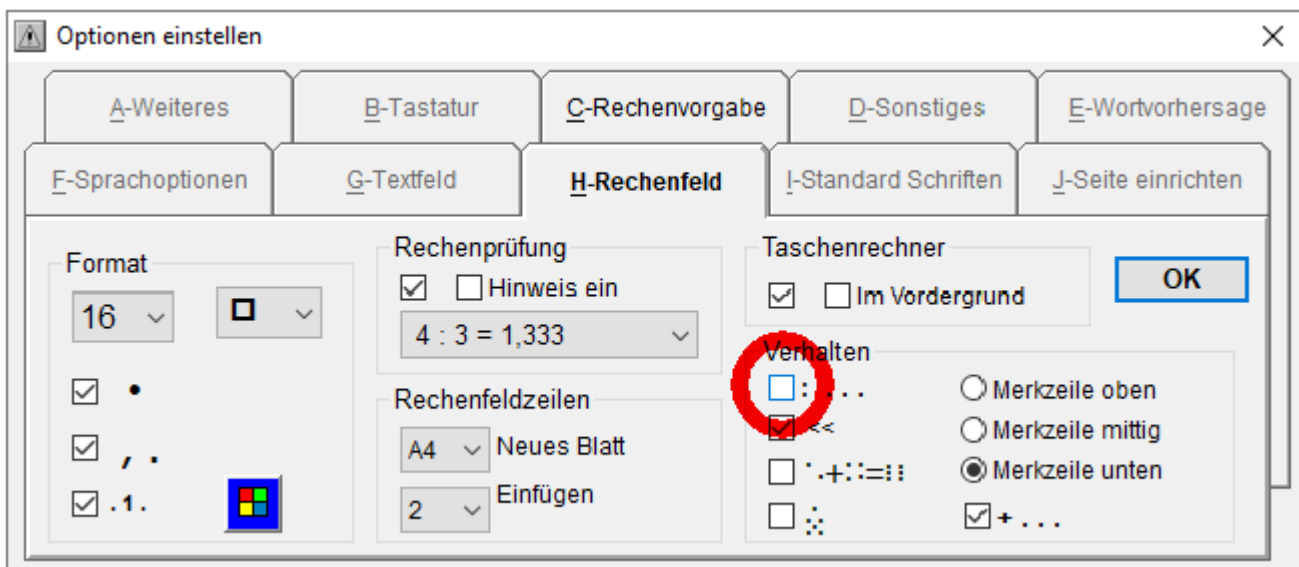 Optionen einstellen
A-Weiteres
B-Tastatur
C-Rechenvorgabe
D-Sonstiges
E-Wortvorhersage
F-Sprachoptionen
G-Textfeld
H-Rechenfeld
I-Standard Schriften
J-Seite einrichten
Format
16
, .
.1.
Rechenprüfung
Hinweis ein
4 : 3 = 1,333
Rechenfeldzeilen
A4 Neues Blatt
2 Einfügen
Taschenrechner
Im Vordergrund
OK
Verhalten
Merkzeile oben
<< Merkzeile mittig
Merkzeile unten
+ . . .